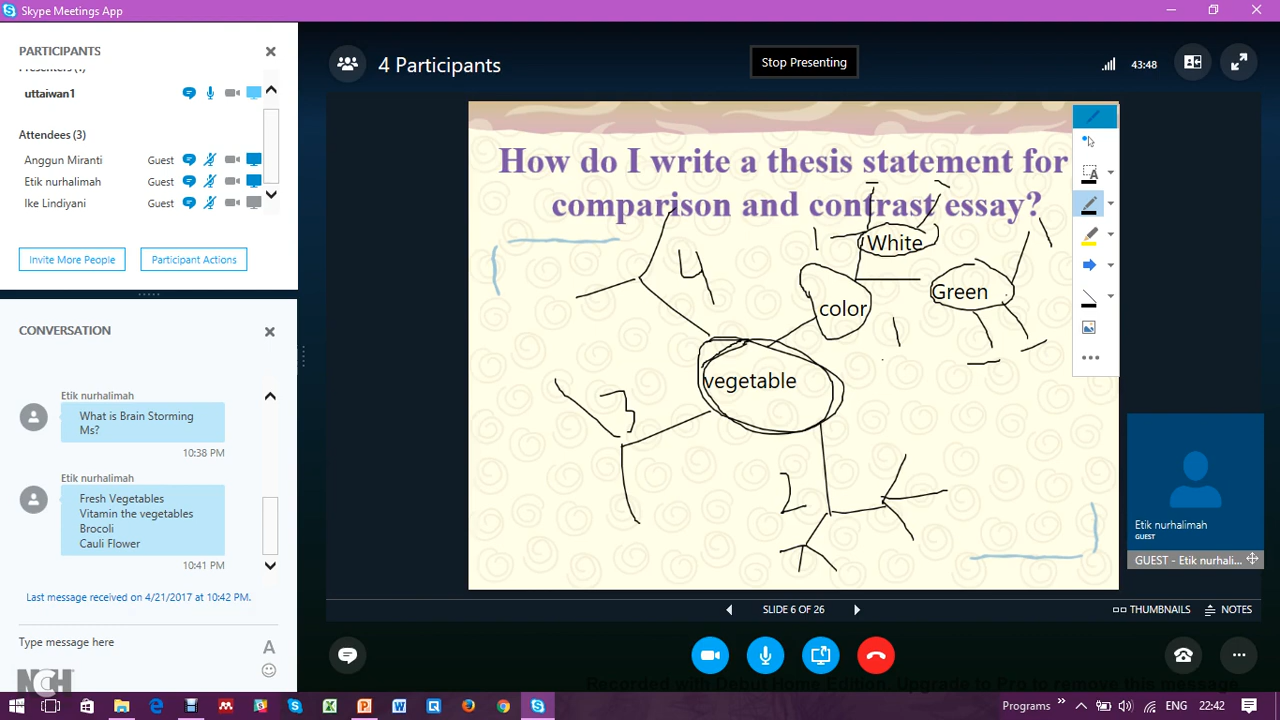 Skype Meetings App
PARTICIPANTS
uttaiwan1
Attendees (3)
Anggun Miranti Guest
Etik nurhalimah Guest
Ike Lindiyani Guest
Invite More People
Participant Actions
CONVERSATION
Etik nurhalimah
What is Brain Storming
Ms?
10:38 PM
Etik nurhalimah
Fresh Vegetables
Vitamin the vegetables
Brocoli
Cauli Flower
10:41 PM
Last message received on 4/21/2017 at 10:42 PM.
Type message here
A
NCH
4 Participants
Stop Presenting
43:48
How do I write a thesis statement for
comparison and contrast essay?
White
color
Green
1
4
vegetable
3
2
A
Etik nurhalimah
GUEST
GUEST - Etik nurhali...
SLIDE 6 OF 26
THUMBNAILS
NOTES
Recorded with Debut Home Edition. Upgrade to Pro to remove this message.
Programs
ENG
22:42